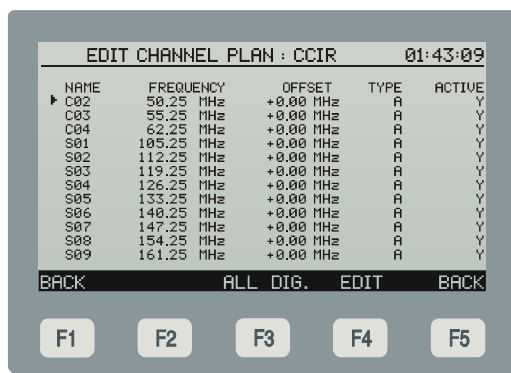 EDIT CHANNEL PLAN : CCIR 01:43:09
NAME FREQUENCY OFFSET TYPE ACTIVE
C02 50.25 MHz +0.00 MHz A Y
C03 55.25 MHz +0.00 MHz A Y
C04 62.25 MHz +0.00 MHz A Y
S01 105.25 MHz +0.00 MHz A Y
S02 112.25 MHz +0.00 MHz A Y
S03 119.25 MHz +0.00 MHz A Y
S04 126.25 MHz +0.00 MHz A Y
S05 133.25 MHz +0.00 MHz A Y
S06 140.25 MHz +0.00 MHz A Y
S07 147.25 MHz +0.00 MHz A Y
S08 154.25 MHz +0.00 MHz A Y
S09 161.25 MHz +0.00 MHz A Y
BACK ALL DIG. EDIT BACK
F1 F2 F3 F4 F5